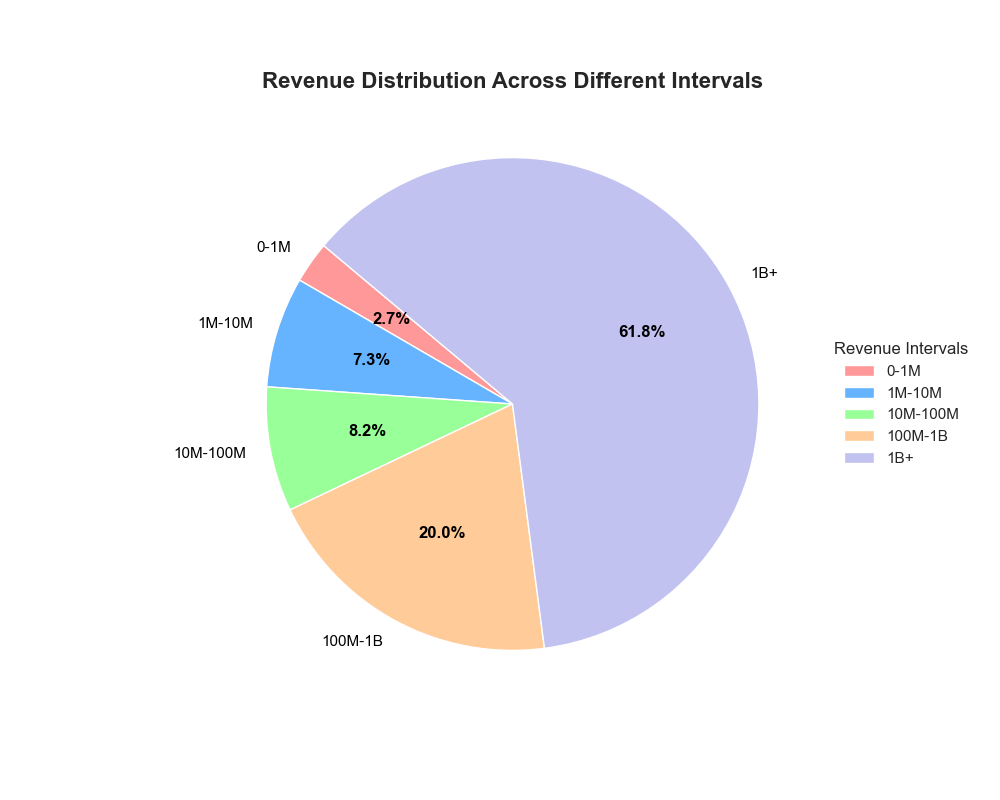 Revenue Distribution Across Different Intervals
0-1M
1M-10M
10M-100M
100M-1B
1B+
2.7%
7.3%
8.2%
20.0%
61.8%
Revenue Intervals
0-1M
1M-10M
10M-100M
100M-1B
1B+